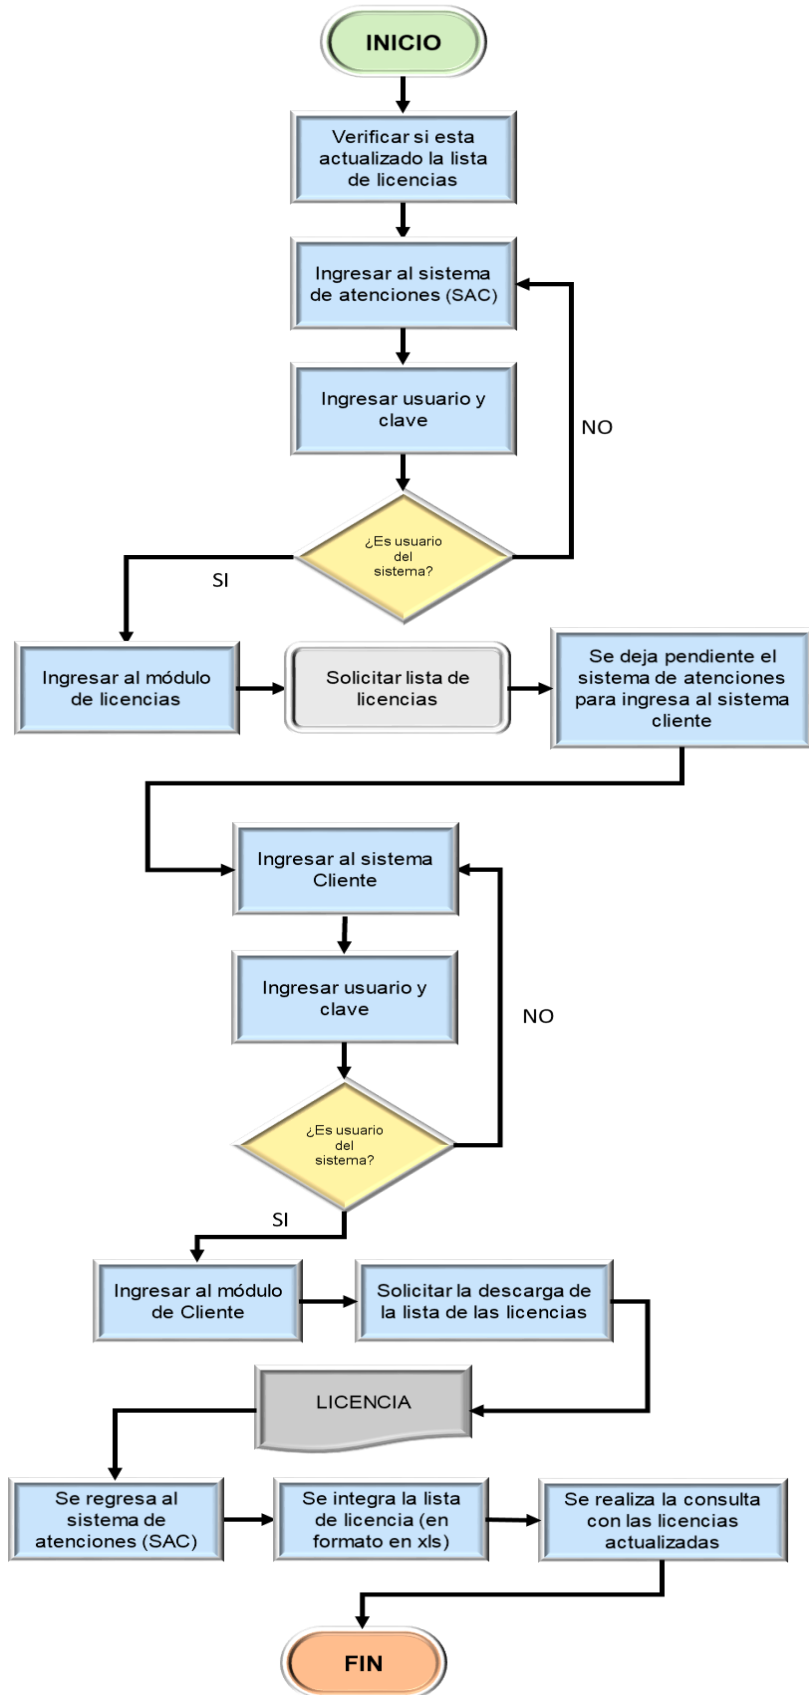 INICIO
Verificar si esta
actualizado la lista
de licencias
Ingresar al sistema
de atenciones (SAC)
Ingresar usuario y
clave
NO
¿Es usuario
del
sistema?
SI
Ingresar al módulo
de licencias
Solicitar lista de
licencias
Se deja pendiente el
sistema de atenciones
para ingresa al sistema
cliente
Ingresar al sistema
Cliente
Ingresar usuario y
clave
NO
¿Es usuario
del
sistema?
SI
Ingresar al módulo
de Cliente
Solicitar la descarga de
la lista de las licencias
LICENCIA
Se regresa al
sistema de
atenciones (SAC)
Se integra la lista
de licencia (en
formato en xls)
Se realiza la consulta
con las licencias
actualizadas
FIN